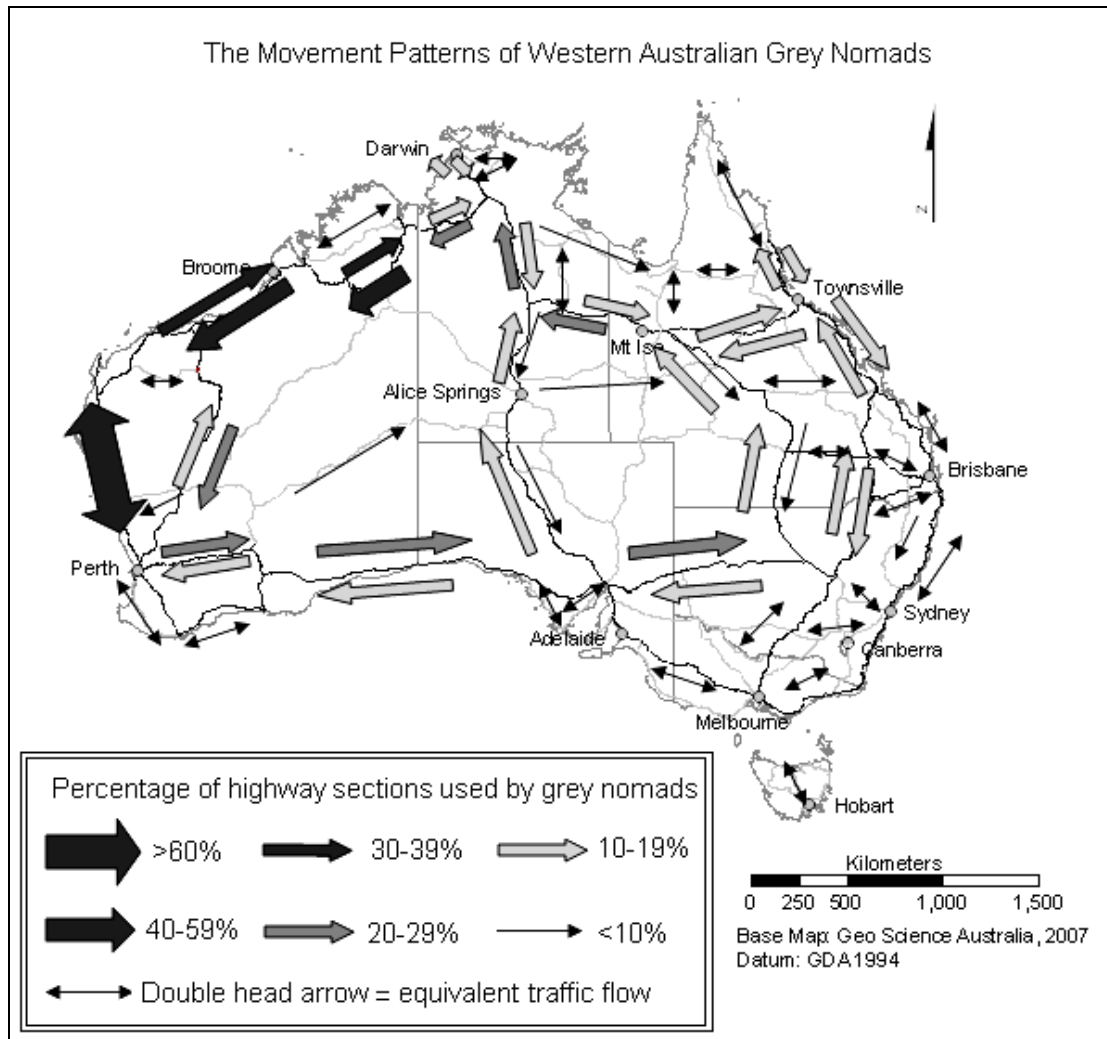 The Movement Patterns of Western Australian Grey Nomads
Darwin
N
Broome
Townsville
Mt Isa
Alice Springs
Brisbane
Perth
Sydney
Adelaide
Canberra
Melbourne
Hobart
Percentage of highway sections used by grey nomads
>60%
30-39%
10-19%
40-59%
20-29%
<10%
Double head arrow = equivalent traffic flow
Kilometers
0 250 500 1,000 1,500
Base Map: Geo Science Australia, 2007
Datum: GDA1994